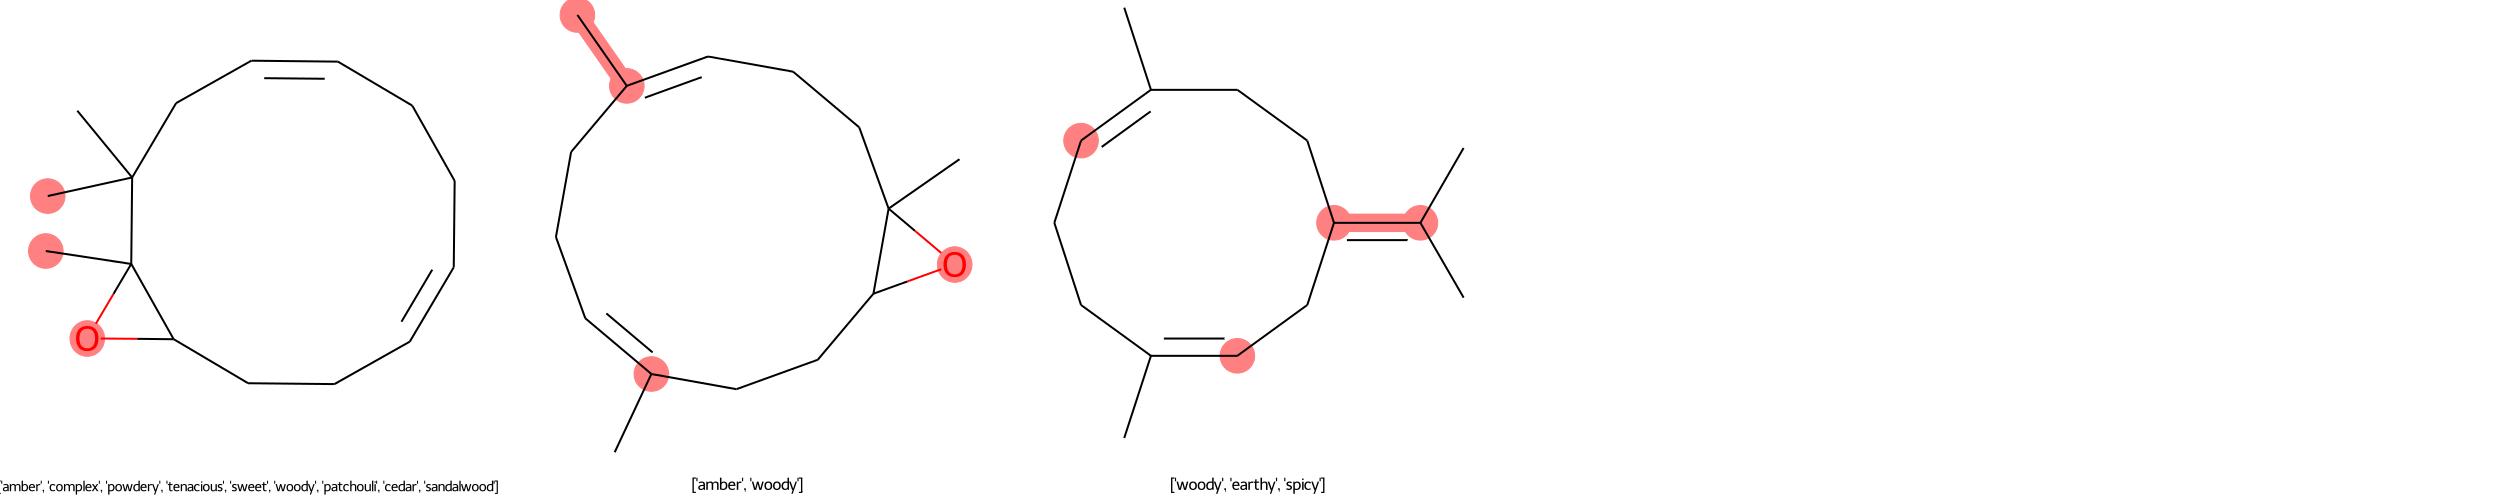 O
O
'amber', 'complex', 'powdery', 'tenacious', 'sweet', 'woody', 'patchouli', 'cedar', 'sandalwood']
['amber', 'woody']
['woody', 'earthy', 'spicy']